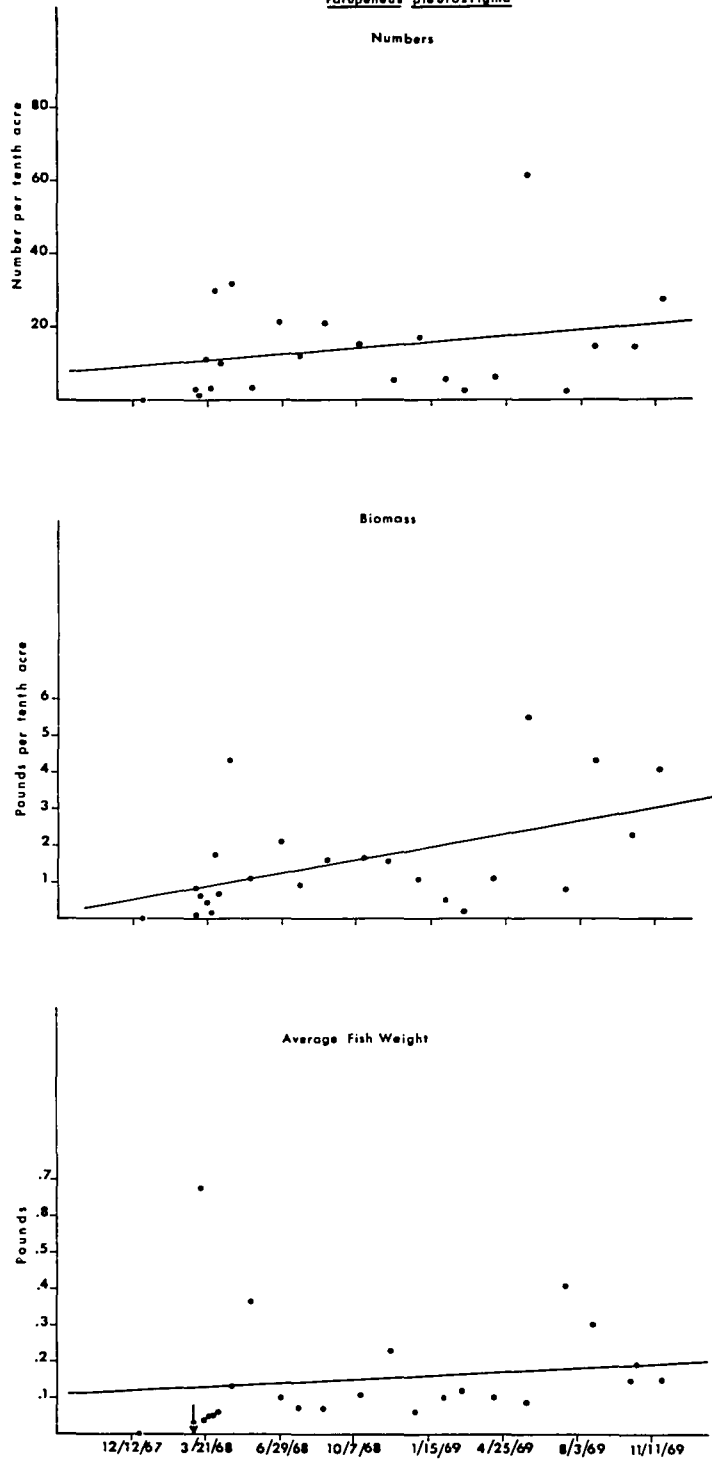 Numbers
Number per tenth acre
80
60
40
20
Biomass
Pounds per tenth acre
6
5
4
3
2
1
Average Fish Weight
Pounds
.7
.8
.5
.4
.3
.2
.1
12/12/67 3/21/68 6/29/68 10/7/68 1/15/69 4/25/69 8/3/69 11/11/69